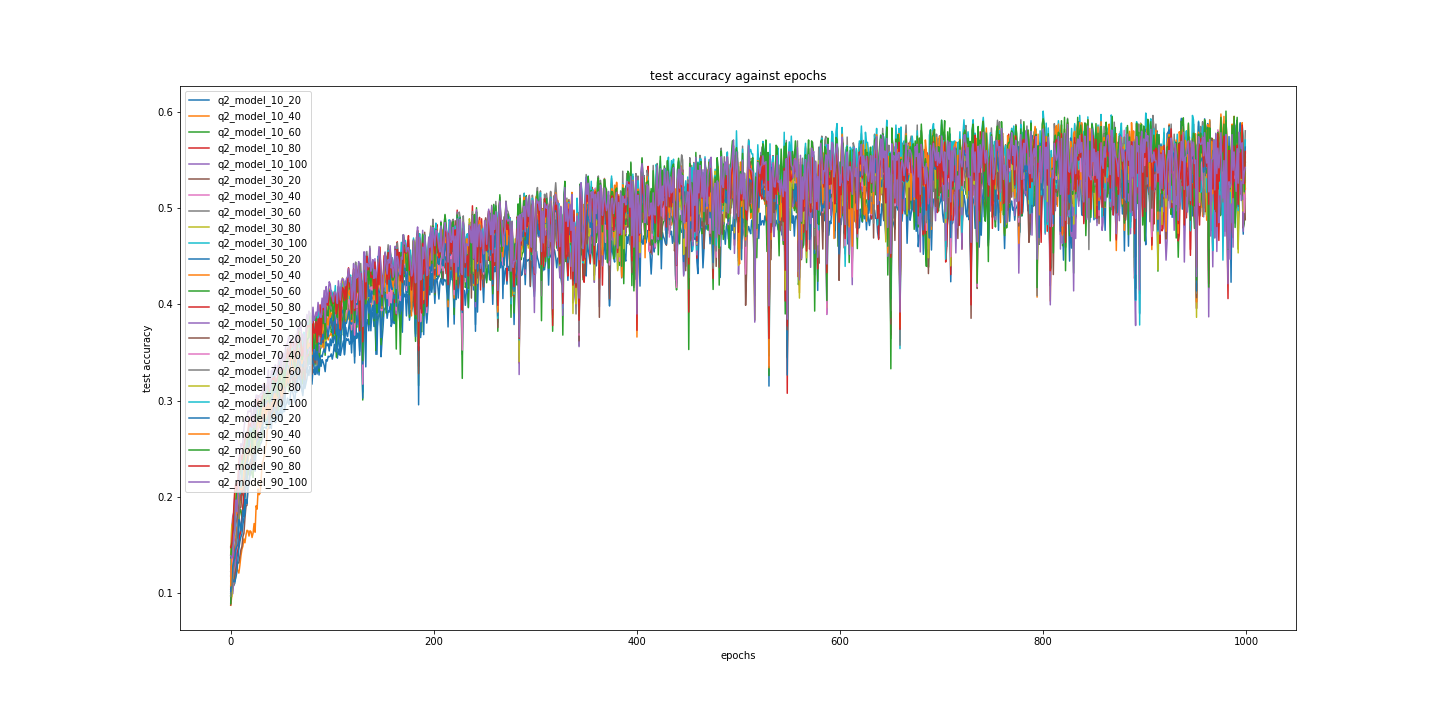 test accuracy against epochs
q2_model_10_20
q2_model_10_40
q2_model_10_60
q2_model_10_80
q2_model_10_100
q2_model_30_20
q2_model_30_40
q2_model_30_60
q2_model_30_80
q2_model_30_100
q2_model_50_20
q2_model_50_40
q2_model_50_60
q2_model_50_80
q2_model_50_100
q2_model_70_20
q2_model_70_40
q2_model_70_60
q2_model_70_80
q2_model_70_100
q2_model_90_20
q2_model_90_40
q2_model_90_60
q2_model_90_80
q2_model_90_100
0.6
0.5
0.4
0.3
0.2
0.1
test accuracy
0 200 400 600 800 1000
epochs